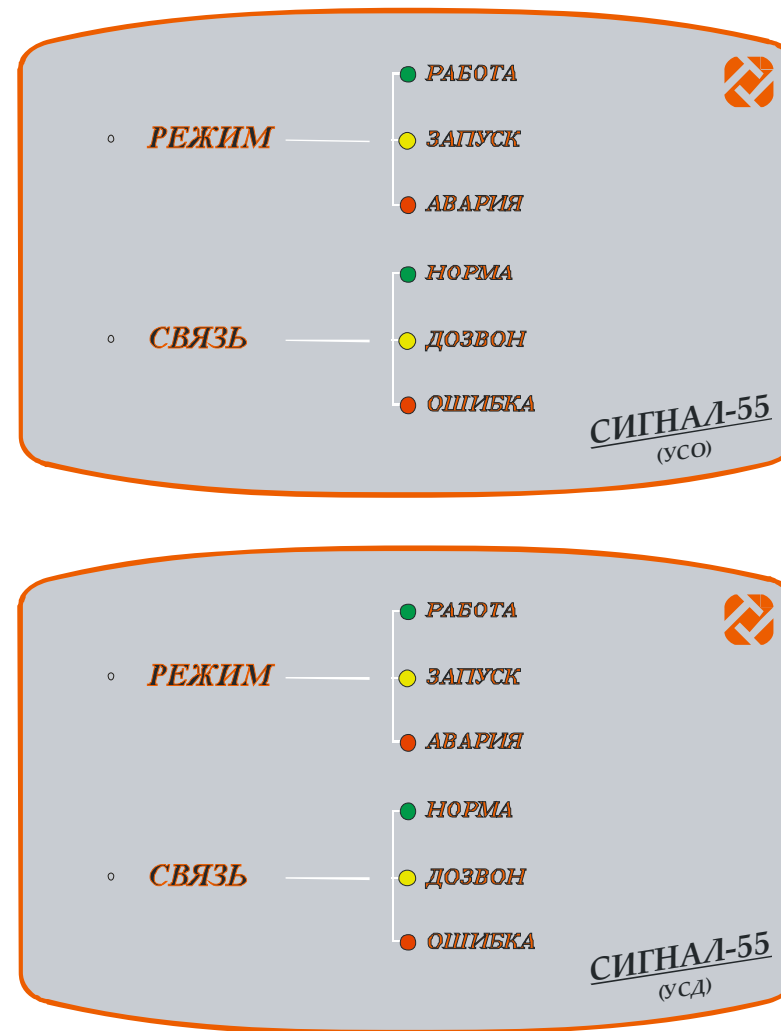 РАБОТА
РЕЖИМ
ЗАПУСК
АВАРИЯ
НОРМА
СВЯЗЬ
ДОЗВОН
ОШИБКА
СИГНАЛ-55
(УСО)
РАБОТА
РЕЖИМ
ЗАПУСК
АВАРИЯ
НОРМА
СВЯЗЬ
ДОЗВОН
ОШИБКА
СИГНАЛ-55
(УСД)